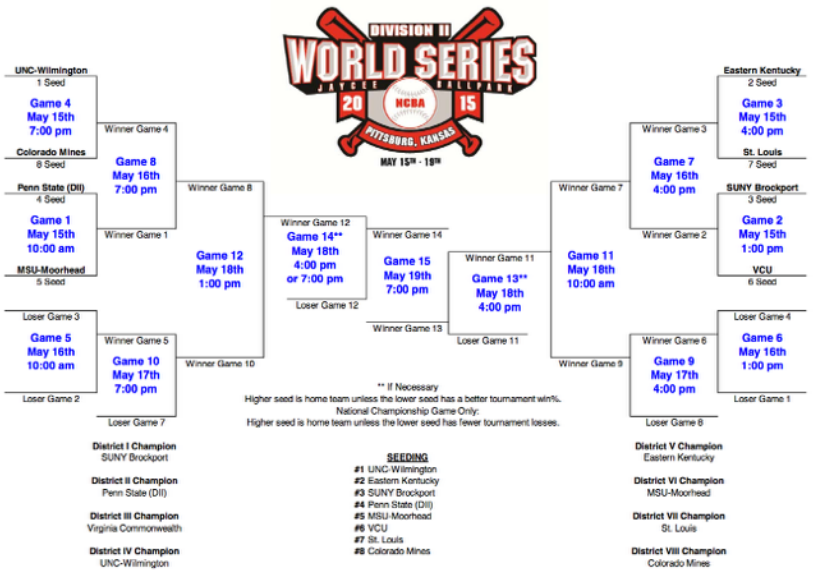 DIVISION II
WORLD SERIES
JAYCEE BALLPARK
20 NCBA 15
PITTSBURG, KANSAS
MAY 15TH - 19TH
UNC-Wilmington
1 Seed
Game 4
May 15th
7:00 pm
Colorado Mines
8 Seed
Penn State (DII)
4 Seed
Game 1
May 15th
10:00 am
MSU-Moorhead
5 Seed
Loser Game 3
Game 5
May 16th
10:00 am
Loser Game 2
Winner Game 4
Game 8
May 16th
7:00 pm
Winner Game 1
Winner Game 5
Game 10
May 17th
7:00 pm
Loser Game 7
Winner Game 8
Game 12
May 18th
1:00 pm
Winner Game 10
Winner Game 12
Game 14**
May 18th
4:00 pm
or 7:00 pm
Loser Game 12
Winner Game 14
Game 15
May 19th
7:00 pm
Winner Game 13
Winner Game 11
Game 13**
May 18th
4:00 pm
Loser Game 11
Winner Game 7
Game 11
May 18th
10:00 am
Winner Game 9
Winner Game 3
Game 7
May 16th
4:00 pm
Winner Game 2
Winner Game 6
Game 9
May 17th
4:00 pm
Loser Game 8
Eastern Kentucky
2 Seed
Game 3
May 15th
4:00 pm
St. Louis
7 Seed
SUNY Brockport
3 Seed
Game 2
May 15th
1:00 pm
VCU
6 Seed
Loser Game 4
Game 6
May 16th
1:00 pm
Loser Game 1
** If Necessary
Higher seed is home team unless the lower seed has a better tournament win%.
National Championship Game Only:
Higher seed is home team unless the lower seed has fewer tournament losses.
District I Champion
SUNY Brockport
District II Champion
Penn State (DII)
District III Champion
Virginia Commonwealth
District IV Champion
UNC-Wilmington
SEEDING
#1 UNC-Wilmington
#2 Eastern Kentucky
#3 SUNY Brockport
#4 Penn State (DII)
#5 MSU-Moorhead
#6 VCU
#7 St. Louis
#8 Colorado Mines
District V Champion
Eastern Kentucky
District VI Champion
MSU-Moorhead
District VII Champion
St. Louis
District VIII Champion
Colorado Mines